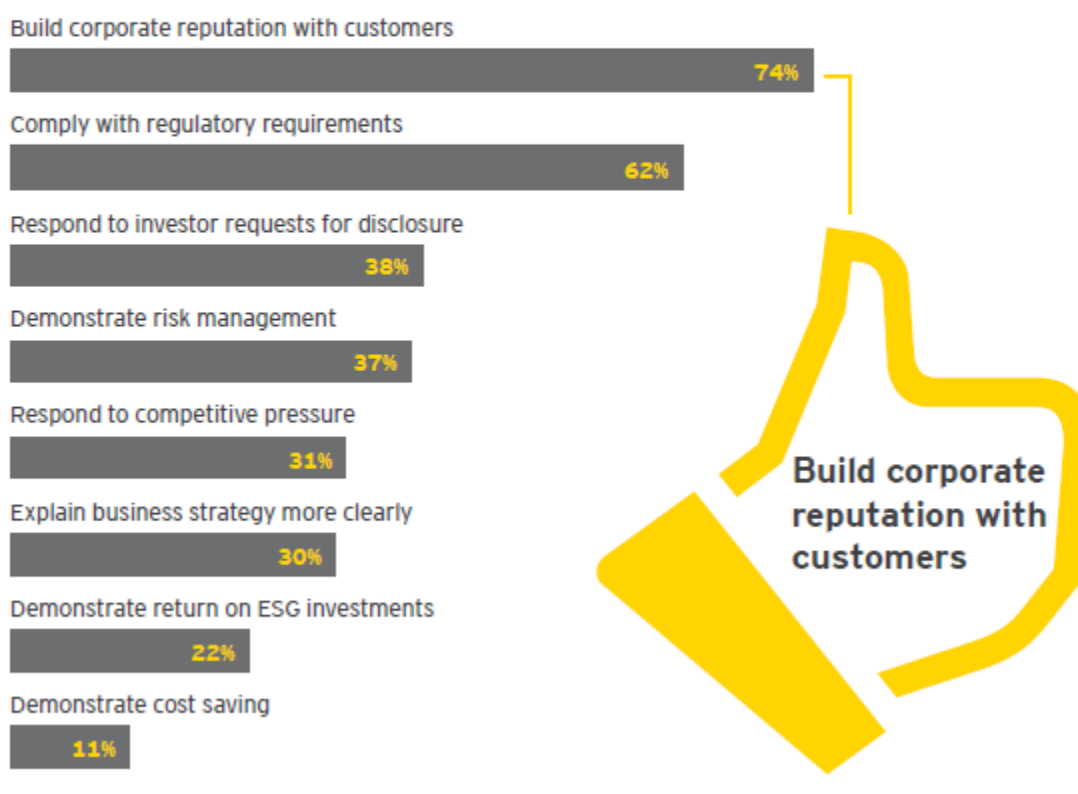 Build corporate reputation with customers
74%
Comply with regulatory requirements
62%
Respond to investor requests for disclosure
38%
Demonstrate risk management
37%
Respond to competitive pressure
31%
Explain business strategy more clearly
30%
Demonstrate return on ESG investments
22%
Demonstrate cost saving
11%
Build corporate
reputation with
customers